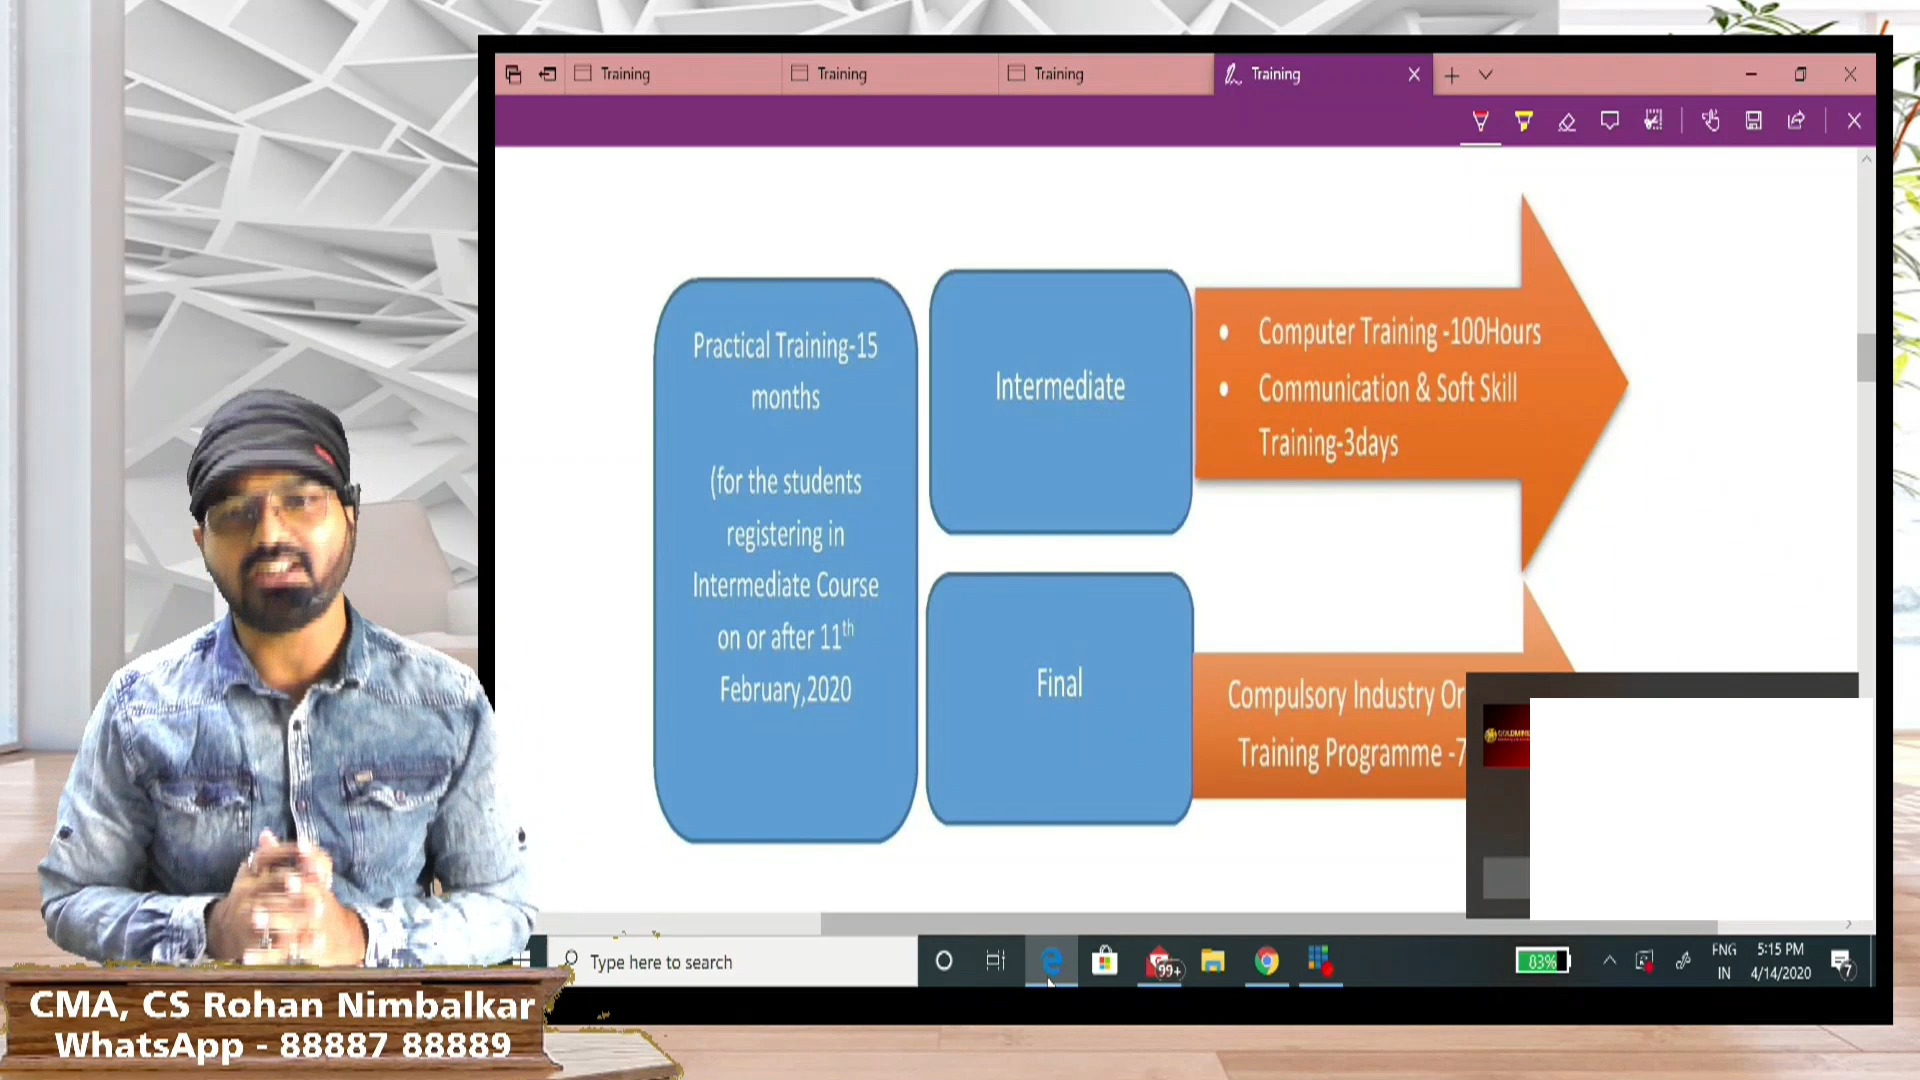 Training
Training
Training
Training
Practical Training-15
months
(for the students
registering in
Intermediate Course
on or after 11th
February,2020
Intermediate
• Computer Training -100Hours
• Communication & Soft Skill
Training-3days
Final
Compulsory Industry Or
Training Programme -7
Type here to search
99+
83%
ENG
IN
5:15 PM
4/14/2020
7
CMA, CS Rohan Nimbalkar
WhatsApp - 88887 88889